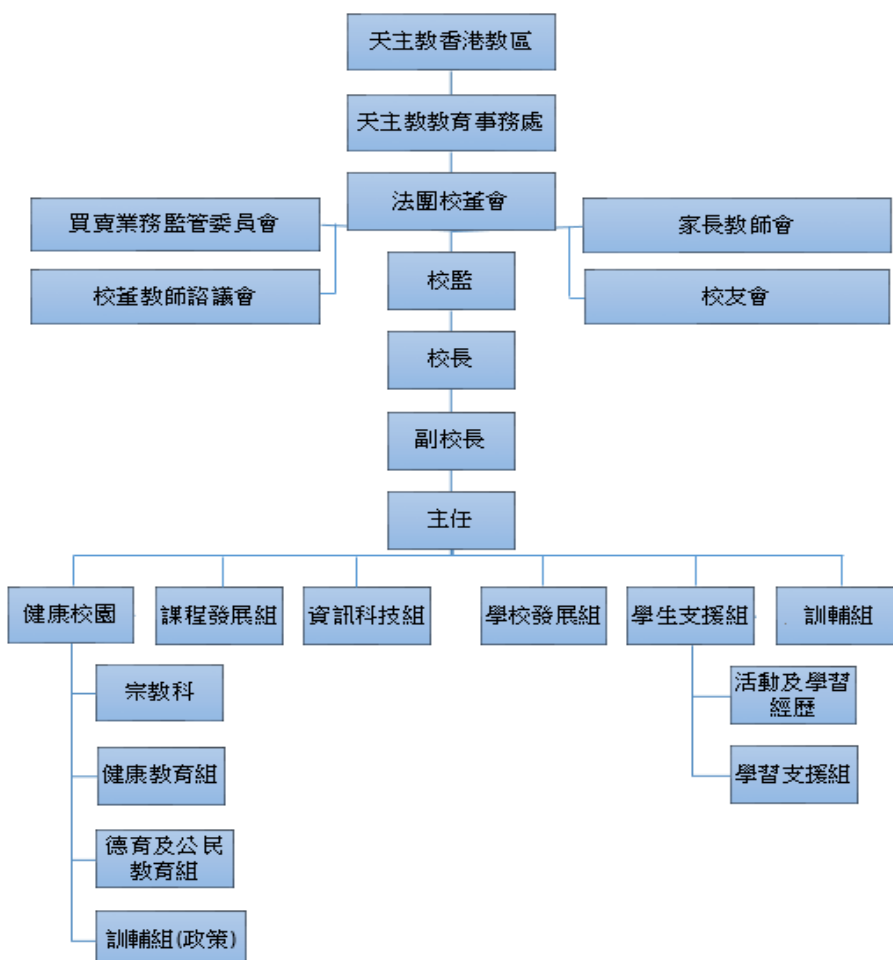 天主教香港教區
天主教教育事務處
法團校董會
買賣業務監管委員會
家長教師會
校董教師諮議會
校友會
校監
校長
副校長
主任
健康校園
課程發展組
資訊科技組
學校發展組
學生支援組
訓輔組
宗教科
活動及學習
經歷
健康教育組
學習支援組
德育及公民
教育組
訓輔組(政策)